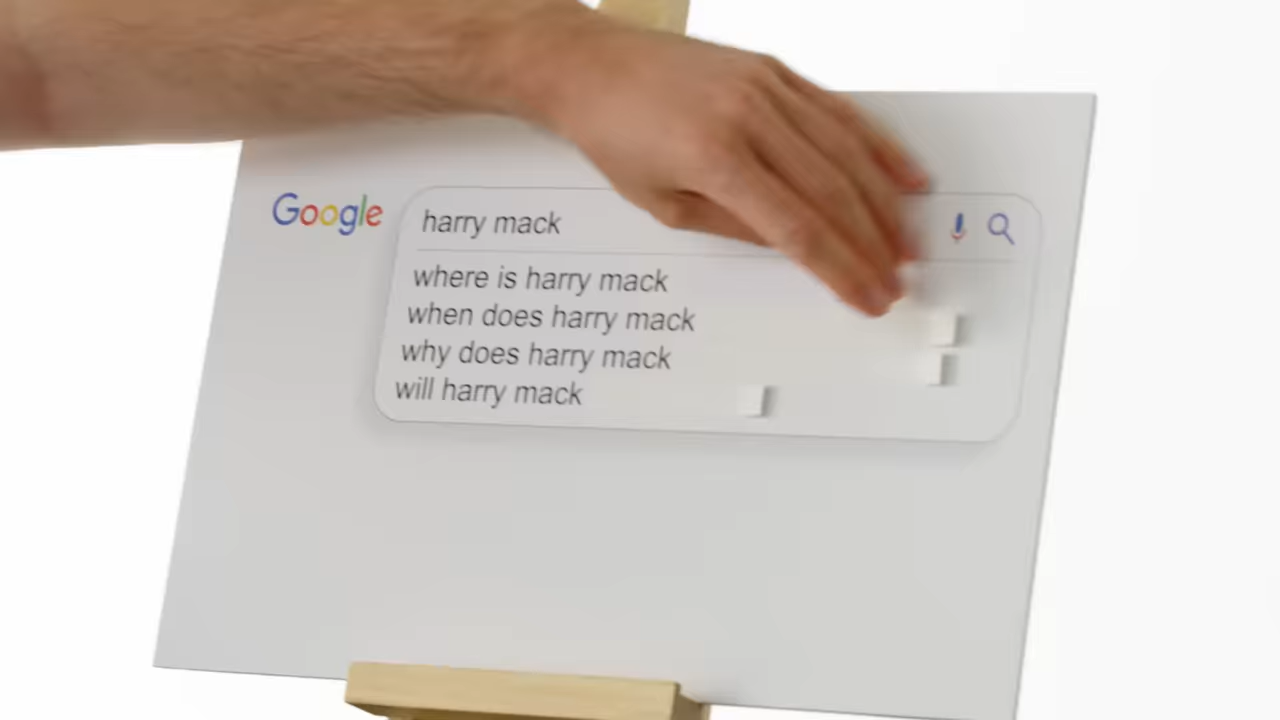 Google
harry mack
where is harry mack
when does harry mack
why does harry mack
will harry mack